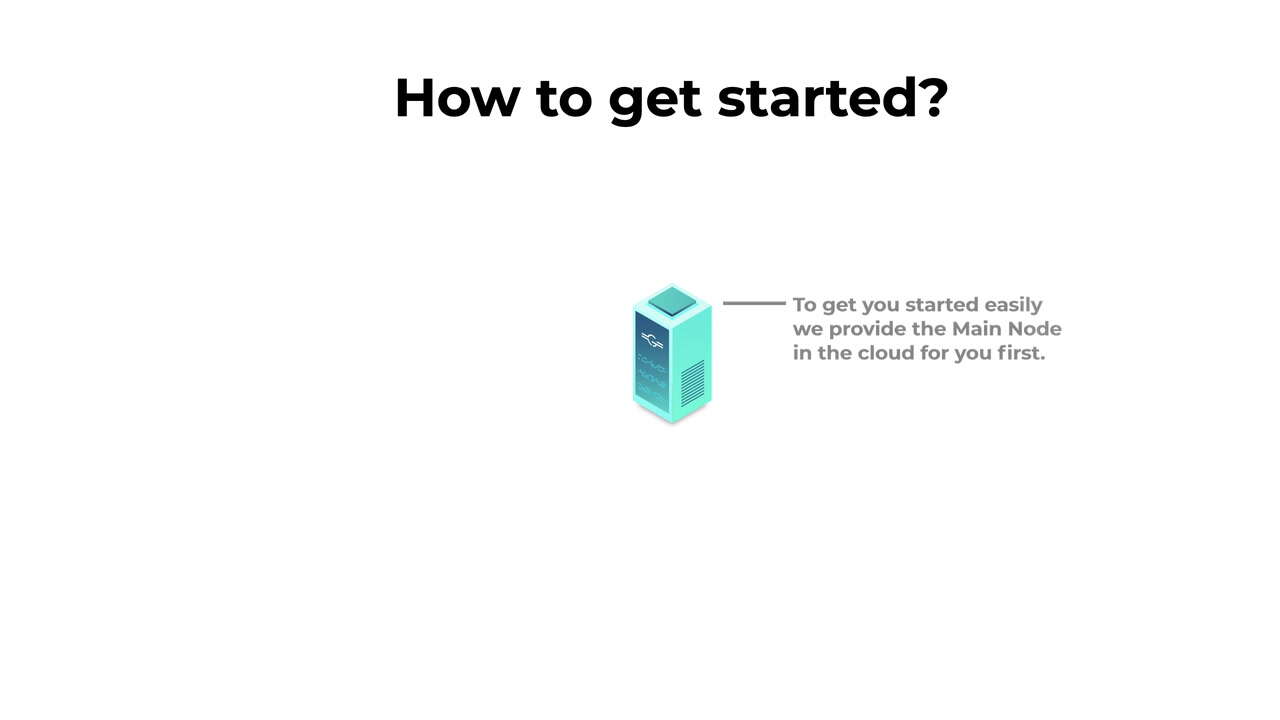 How to get started?
To get you started easily
we provide the Main Node
in the cloud for you first.